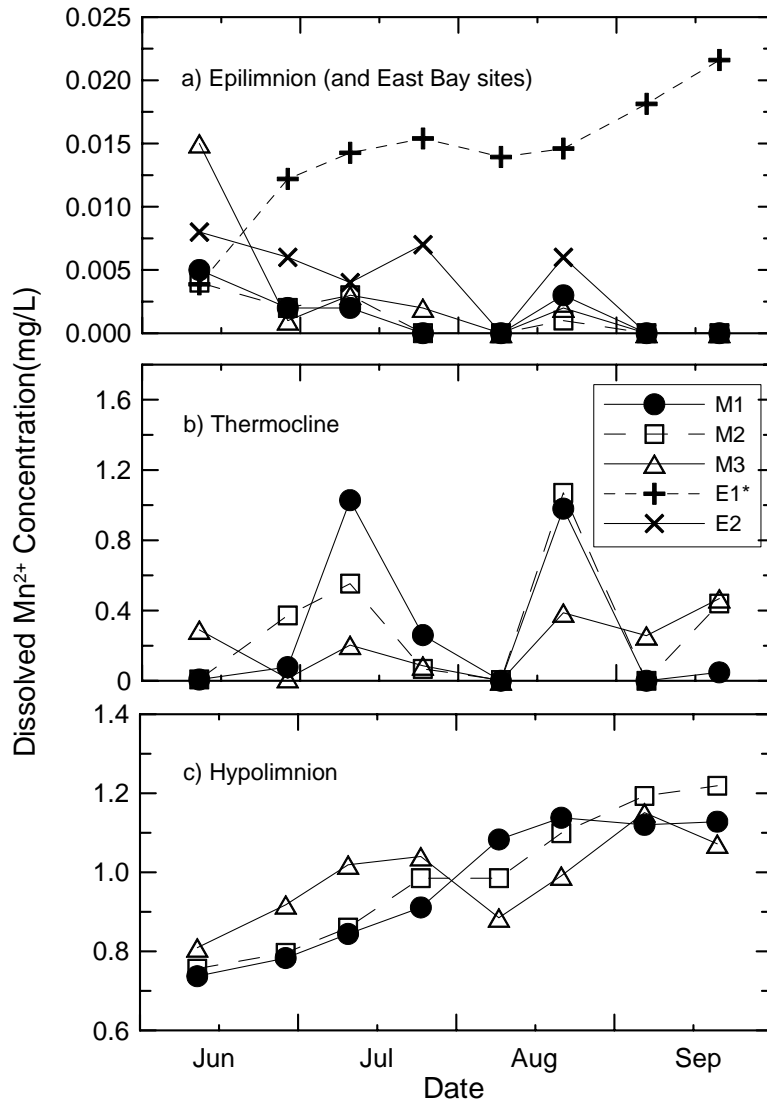 0.025
a) Epilimnion (and East Bay sites)
0.020
0.015
0.010
0.005
0.000
b) Thermocline
1.6
1.2
0.8
0.4
0
M1
M2
M3
E1*
E2
Dissolved Mn²⁺ Concentration(mg/L)
1.4
c) Hypolimnion
1.2
1.0
0.8
0.6
Jun Jul Aug Sep
Date